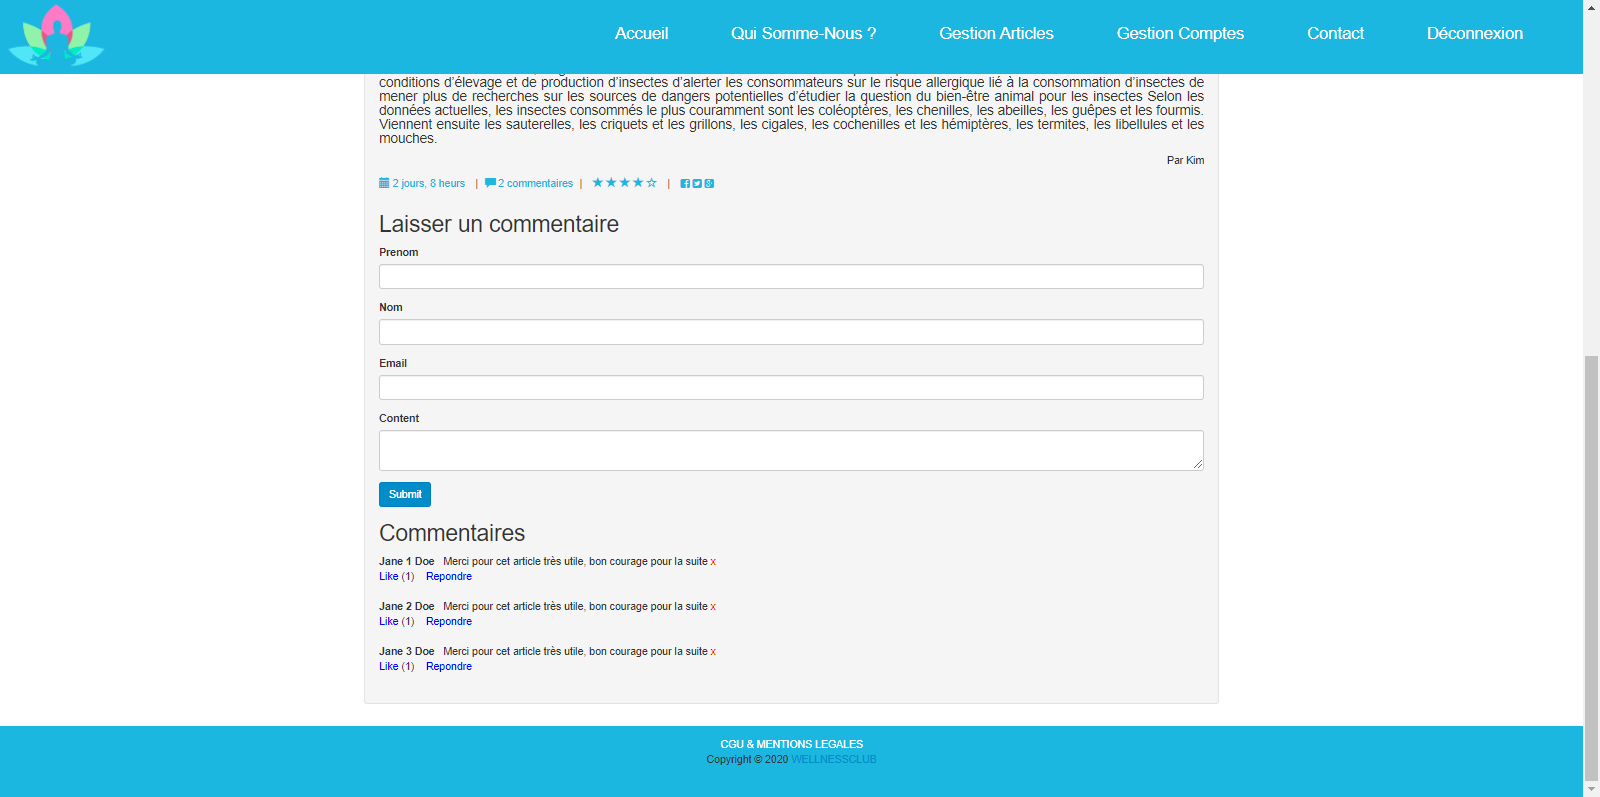 Accueil Qui Somme-Nous ? Gestion Articles Gestion Comptes Contact Déconnexion
conditions d'élevage et de production d'insectes d'alerter les consommateurs sur le risque allergique lié à la consommation d'insectes de
mener plus de recherches sur les sources de dangers potentielles d'étudier la question du bien-être animal pour les insectes Selon les
données actuelles, les insectes consommés le plus couramment sont les coléoptères, les chenilles, les abeilles, les guêpes et les fourmis.
Viennent ensuite les sauterelles, les criquets et les grillons, les cigales, les cochenilles et les hémiptères, les termites, les libellules et les
mouches.
Par Kim
2 jours, 8 heurs | 2 commentaires | ★★★★☆ |
Laisser un commentaire
Prenom
Nom
Email
Content
Submit
Commentaires
Jane 1 Doe Merci pour cet article très utile, bon courage pour la suite x
Like (1) Repondre
Jane 2 Doe Merci pour cet article très utile, bon courage pour la suite x
Like (1) Repondre
Jane 3 Doe Merci pour cet article très utile, bon courage pour la suite x
Like (1) Repondre
CGU & MENTIONS LEGALES
Copyright © 2020 WELLNESSCLUB